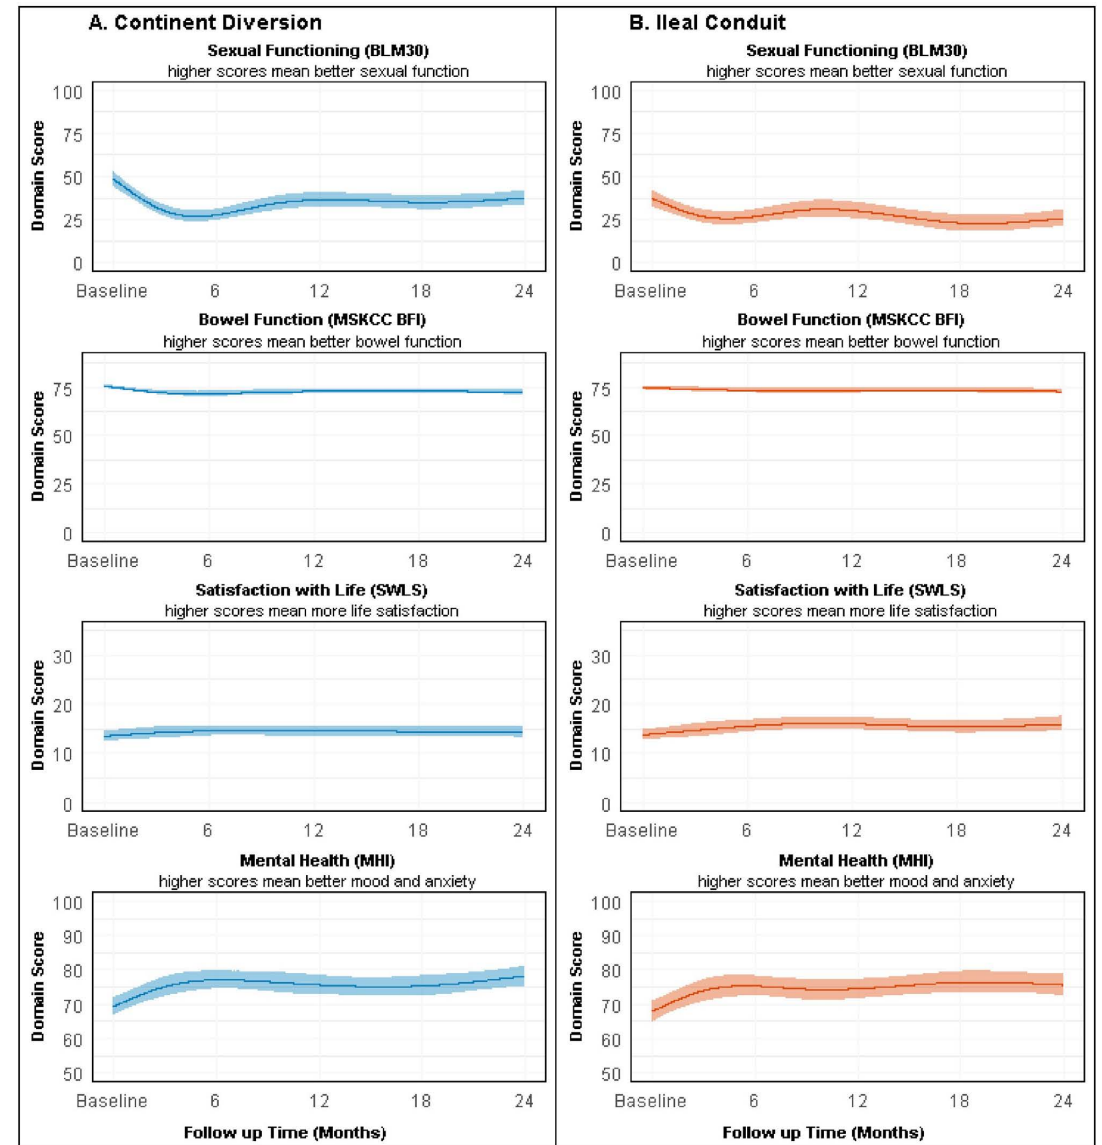 A. Continent Diversion
Sexual Functioning (BLM30)
higher scores mean better sexual function
Domain Score
100
75
50
25
0
Baseline 6 12 18 24
Bowel Function (MSKCC BFI)
higher scores mean better bowel function
Domain Score
75
50
25
0
Baseline 6 12 18 24
Satisfaction with Life (SWLS)
higher scores mean more life satisfaction
Domain Score
30
20
10
0
Baseline 6 12 18 24
Mental Health (MHI)
higher scores mean better mood and anxiety
Domain Score
100
90
80
70
60
50
Baseline 6 12 18 24
Follow up Time (Months)
B. Ileal Conduit
Sexual Functioning (BLM30)
higher scores mean better sexual function
Domain Score
100
75
50
25
0
Baseline 6 12 18 24
Bowel Function (MSKCC BFI)
higher scores mean better bowel function
Domain Score
75
50
25
0
Baseline 6 12 18 24
Satisfaction with Life (SWLS)
higher scores mean more life satisfaction
Domain Score
30
20
10
0
Baseline 6 12 18 24
Mental Health (MHI)
higher scores mean better mood and anxiety
Domain Score
100
90
80
70
60
50
Baseline 6 12 18 24
Follow up Time (Months)